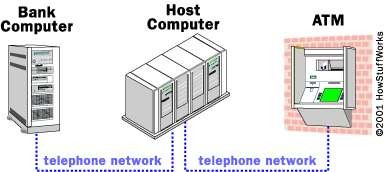 Bank
Computer
Host
Computer
ATM
telephone network
telephone network
©2001 HowStuffWorks